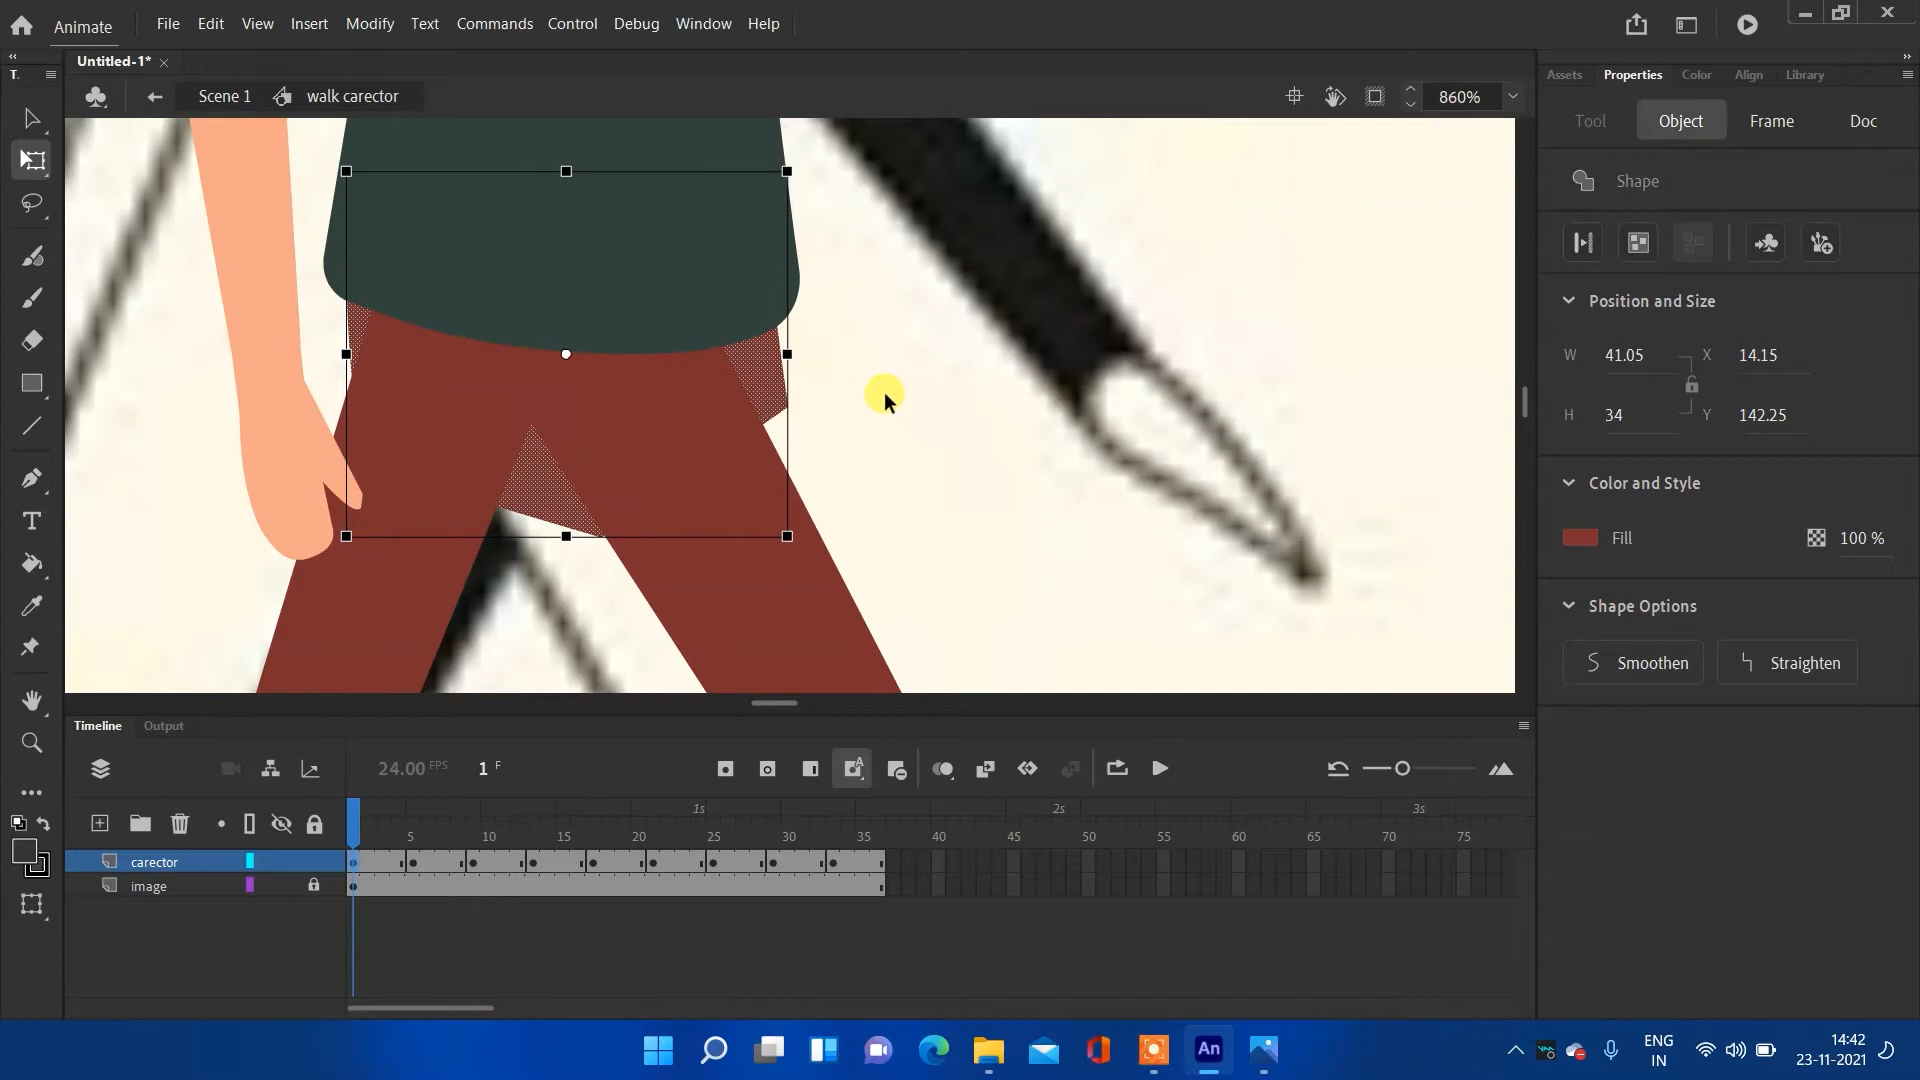 Animate File Edit View Insert Modify Text Commands Control Debug Window Help
Untitled-1*
T.
Assets Properties Color Align Library
Scene 1 walk carector 860%
Tool Object Frame Doc
Shape
Position and Size
W 41.05 X 14.15
H 34 Y 142.25
Color and Style
Fill 100 %
Shape Options
Smoothen Straighten
Timeline Output
24.00 FPS 1 F
1s 2s 3s
5 10 15 20 25 30 35 40 45 50 55 60 65 70 75
carector
image
An
ENG
IN
14:42
23-11-2021